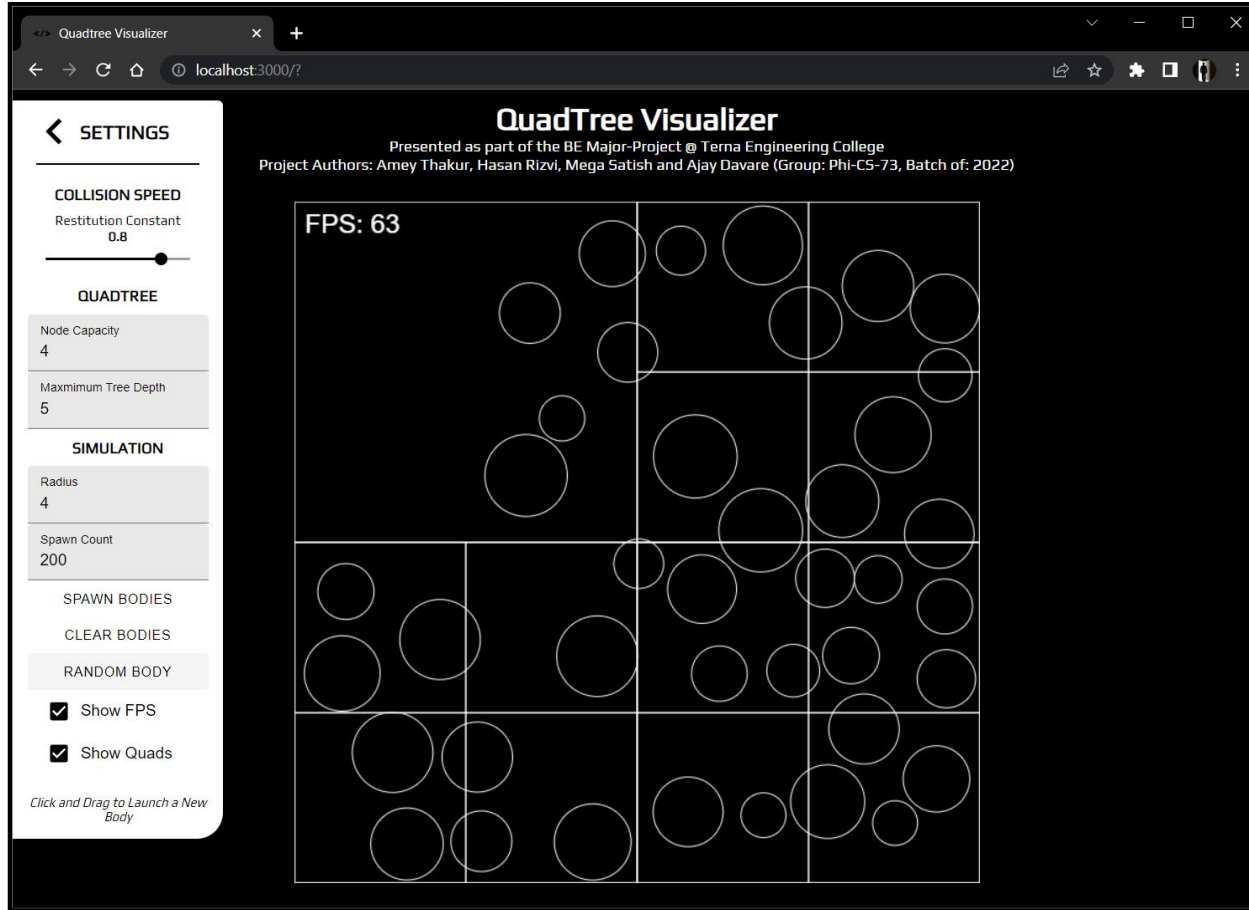 Quadtree Visualizer
localhost:3000/?
SETTINGS
COLLISION SPEED
Restitution Constant
0.8
QUADTREE
Node Capacity
4
Maxmimum Tree Depth
5
SIMULATION
Radius
4
Spawn Count
200
SPAWN BODIES
CLEAR BODIES
RANDOM BODY
Show FPS
Show Quads
Click and Drag to Launch a New
Body
QuadTree Visualizer
Presented as part of the BE Major-Project @ Terna Engineering College
Project Authors: Amey Thakur, Hasan Rizvi, Mega Satish and Ajay Davare (Group: Phi-CS-73, Batch of: 2022)
FPS: 63